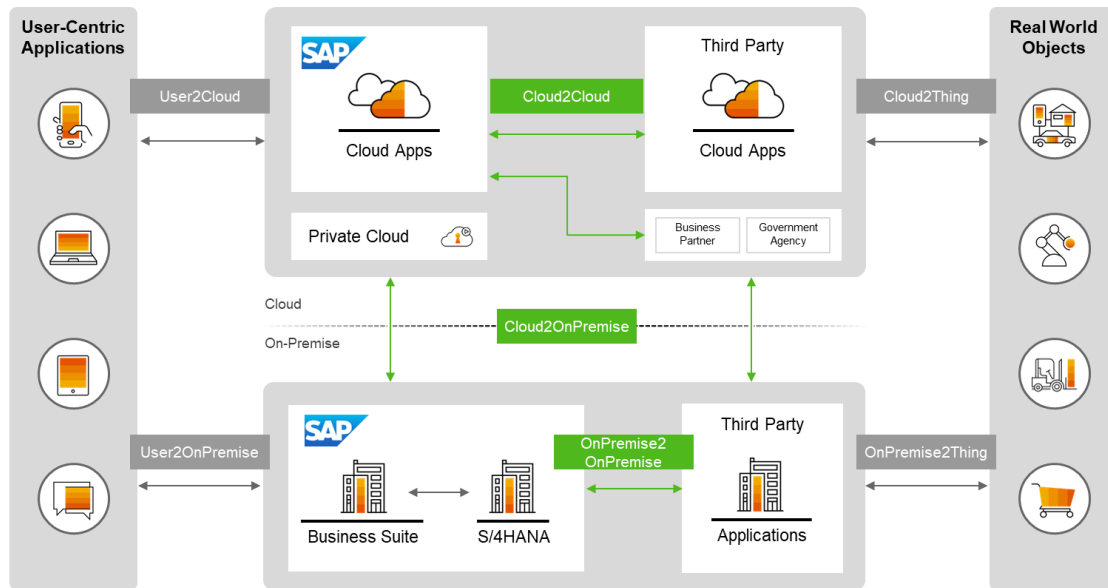 User-Centric
Applications
User2Cloud
User2OnPremise
SAP
Cloud Apps
Cloud2Cloud
Third Party
Cloud Apps
Private Cloud
Business
Partner
Government
Agency
Cloud
Cloud2OnPremise
On-Premise
SAP
Business Suite
S/4HANA
OnPremise2
OnPremise
Third Party
Applications
Cloud2Thing
OnPremise2Thing
Real World
Objects